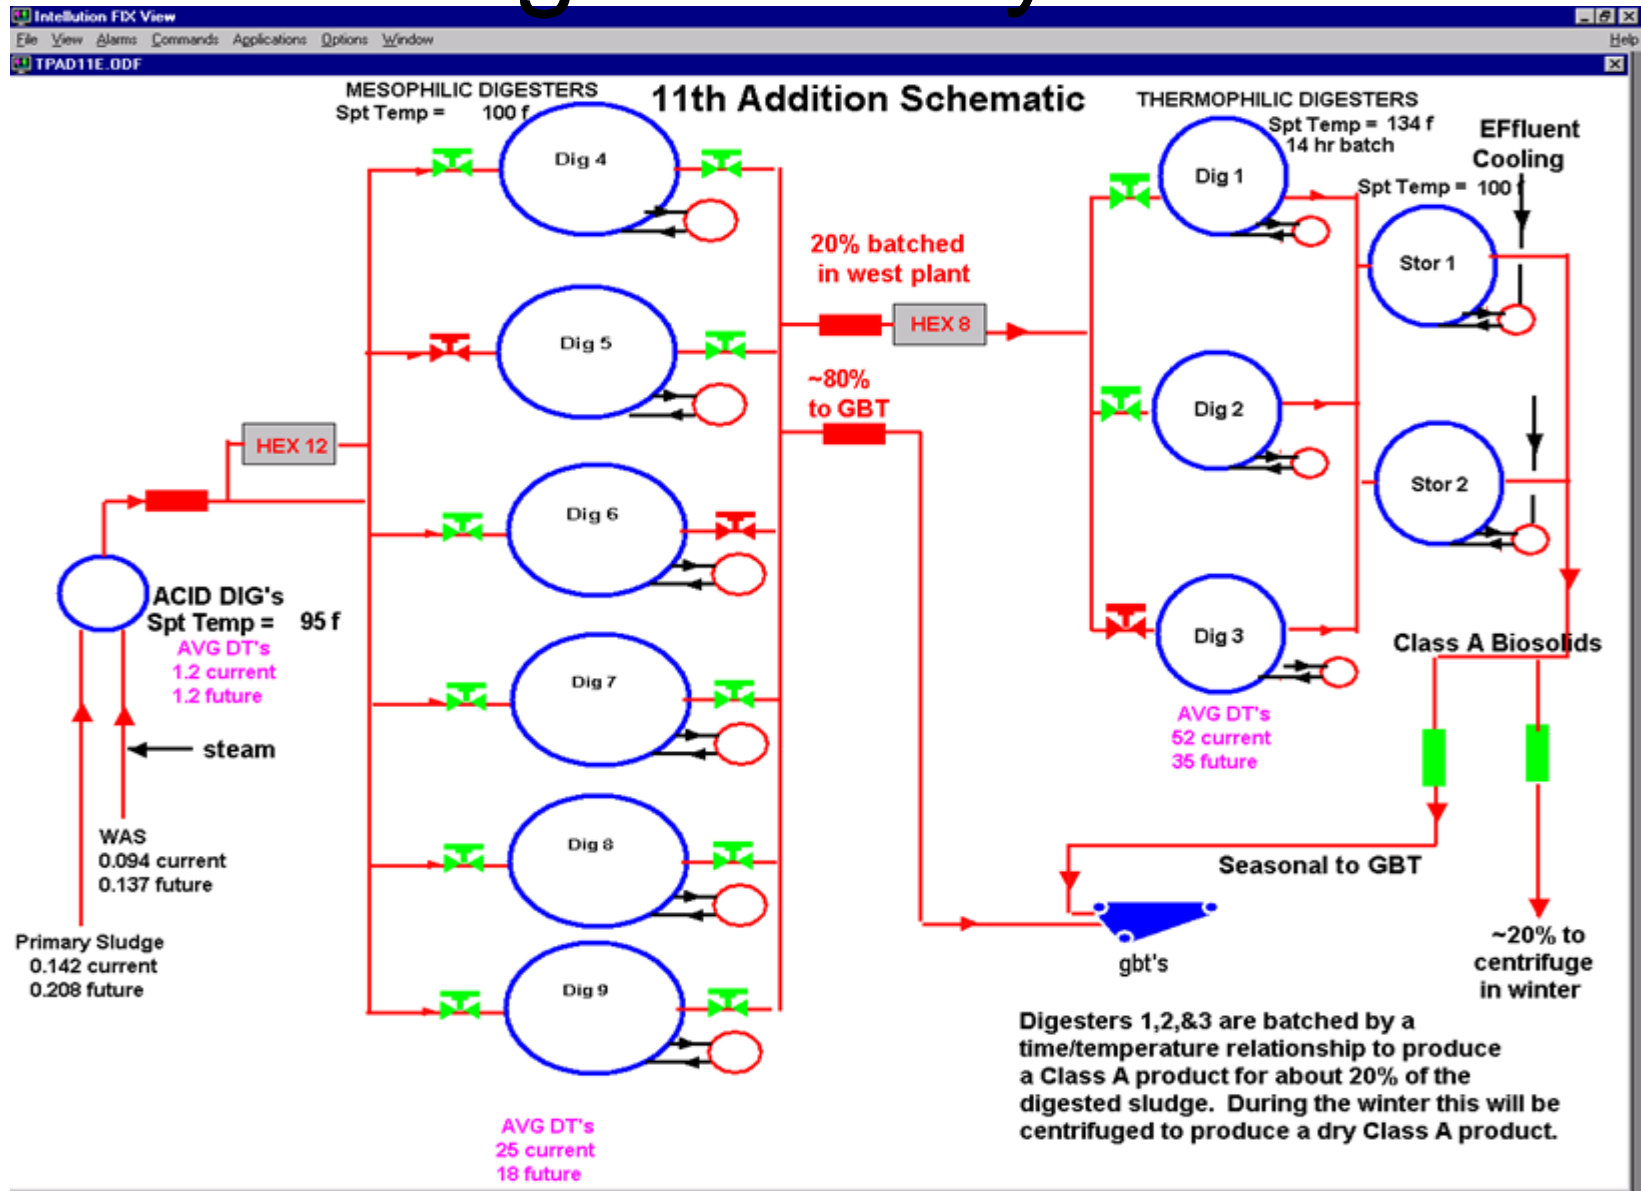 Intellution FIX View
File View Alarms Commands Applications Options Window Help
TPAD11E.ODF
MESOPHILIC DIGESTERS
Spt Temp = 100 f
11th Addition Schematic
THERMOPHILIC DIGESTERS
Spt Temp = 134 f
14 hr batch
EFfluent
Cooling
Spt Temp = 100 f
Dig 4
Dig 1
Stor 1
20% batched
in west plant
HEX 8
Dig 5
~80%
to GBT
Dig 2
HEX 12
Stor 2
Dig 6
ACID DIG's
Spt Temp = 95 f
AVG DT's
1.2 current
1.2 future
Dig 3
Class A Biosolids
Dig 7
AVG DT's
52 current
35 future
steam
WAS
0.094 current
0.137 future
Dig 8
Seasonal to GBT
Primary Sludge
0.142 current
0.208 future
gbt's
~20% to
centrifuge
in winter
Dig 9
Digesters 1,2,&3 are batched by a
time/temperature relationship to produce
a Class A product for about 20% of the
digested sludge. During the winter this will be
centrifuged to produce a dry Class A product.
AVG DT's
25 current
18 future